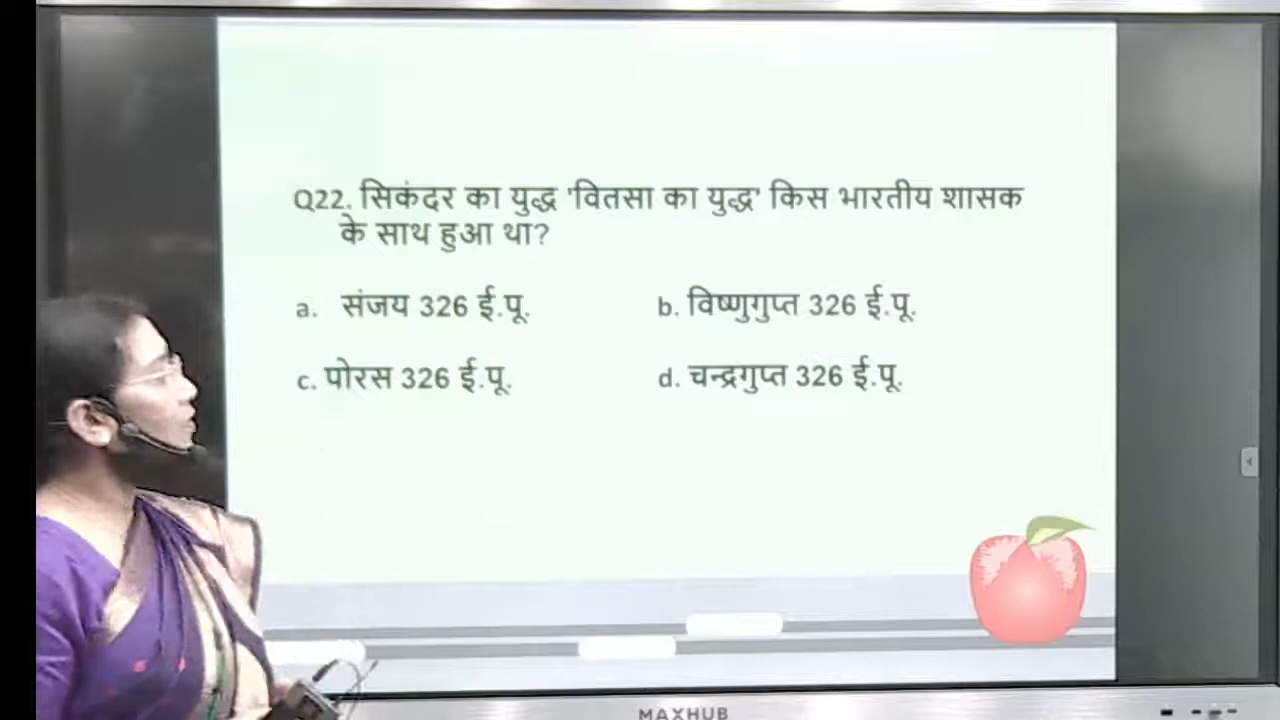 Q22. सिकंदर का युद्ध 'वितसा का युद्ध' किस भारतीय शासक
के साथ हुआ था?
a. संजय 326 ई.पू.
b. विष्णुगुप्त 326 ई.पू.
c. पोरस 326 ई.पू.
d. चन्द्रगुप्त 326 ई.पू.
MAXHUB